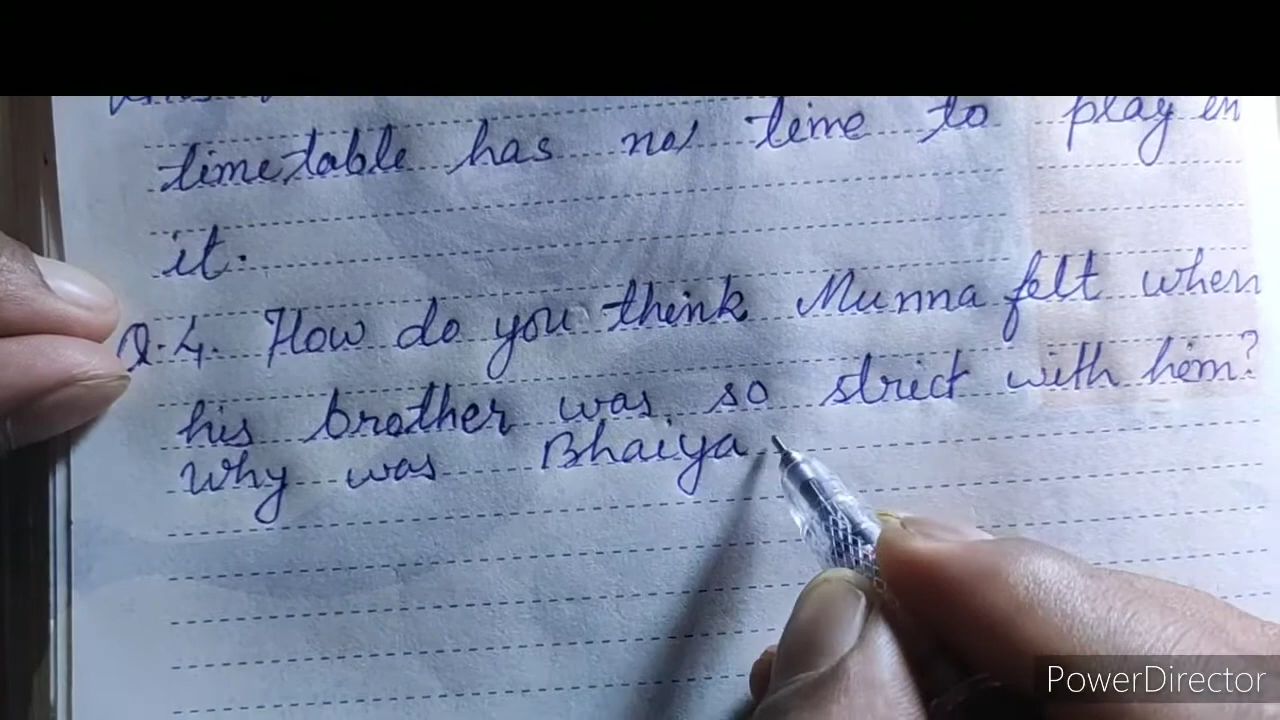 timetable has no time to play in
it.
Q.4. How do you think Munna felt when
his brother was so strict with him?
Why was Bhaiya
PowerDirector